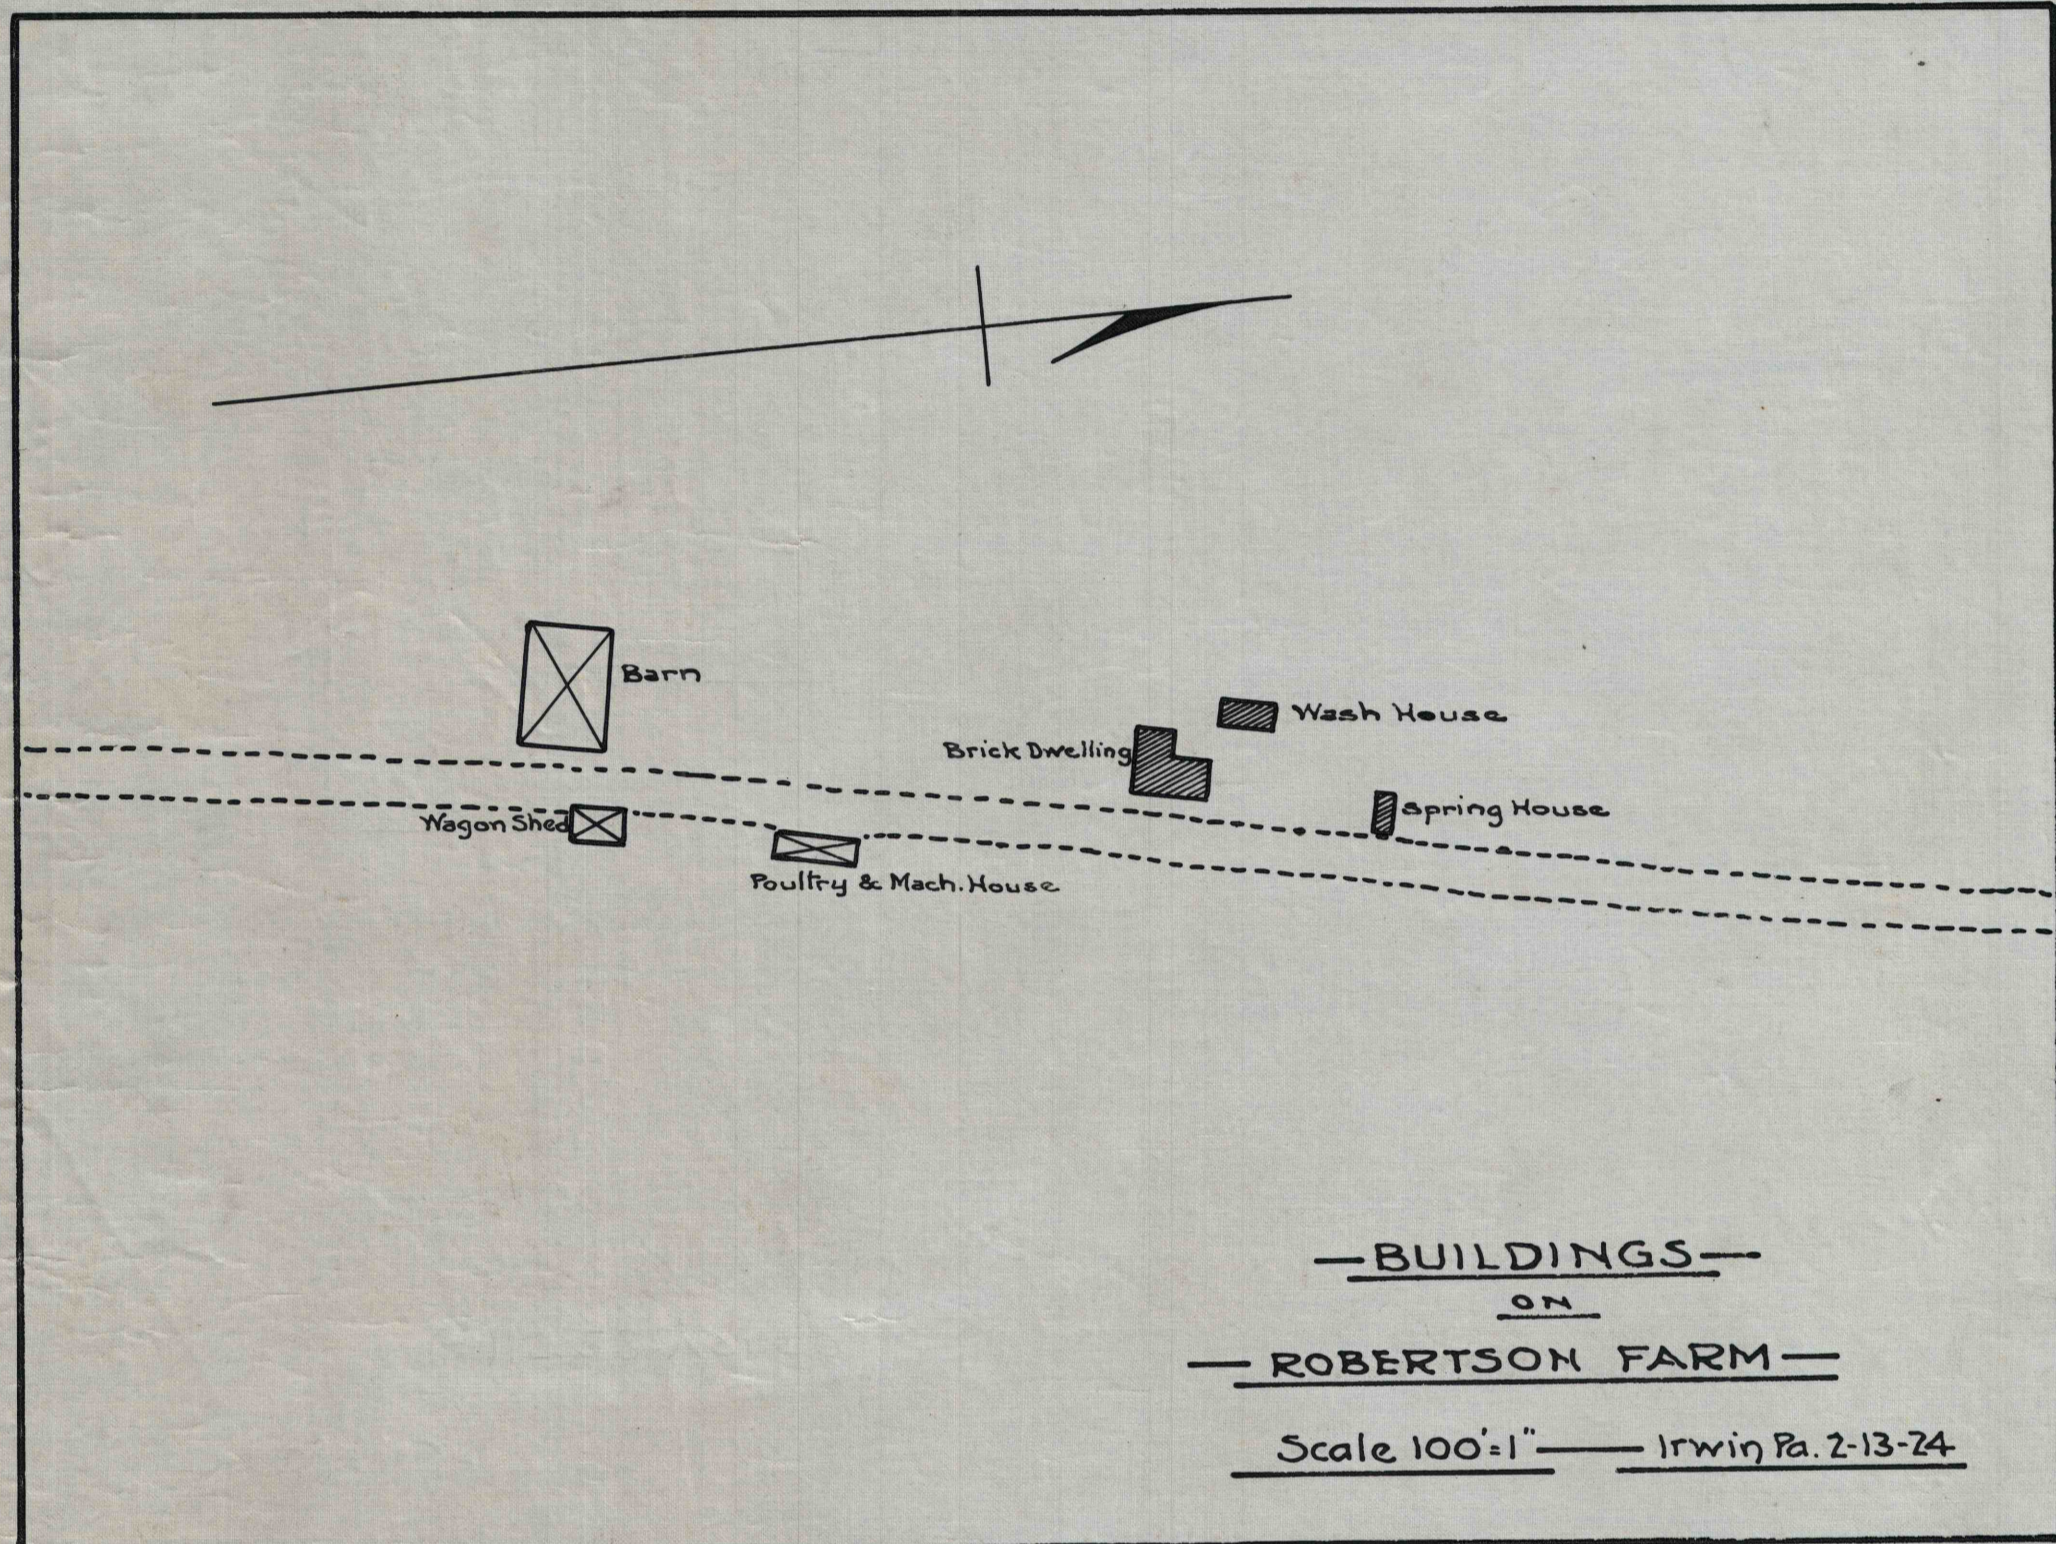 Barn
Wash House
Brick Dwelling
Spring House
Wagon Shed
Poultry & Mach. House
—BUILDINGS—
ON
— ROBERTSON FARM —
Scale 100'=1" — Irwin Pa. 2-13-24